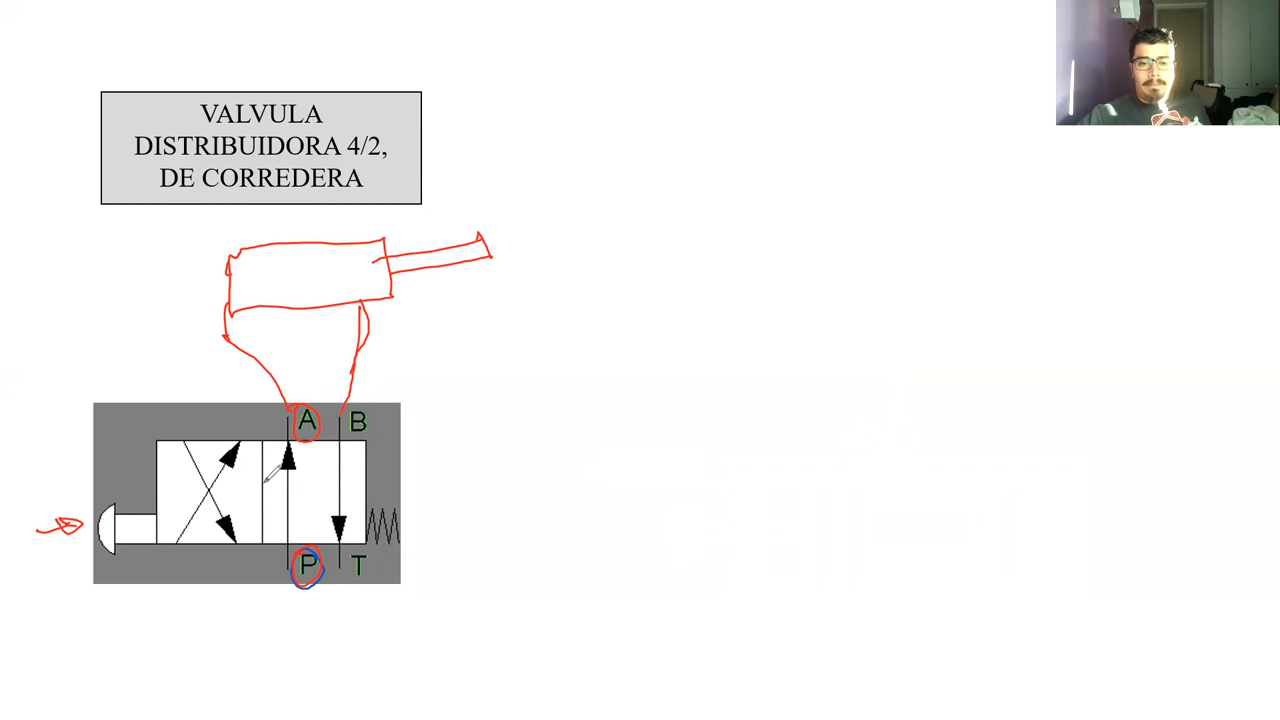 VALVULA
DISTRIBUIDORA 4/2,
DE CORREDERA
A B
P T